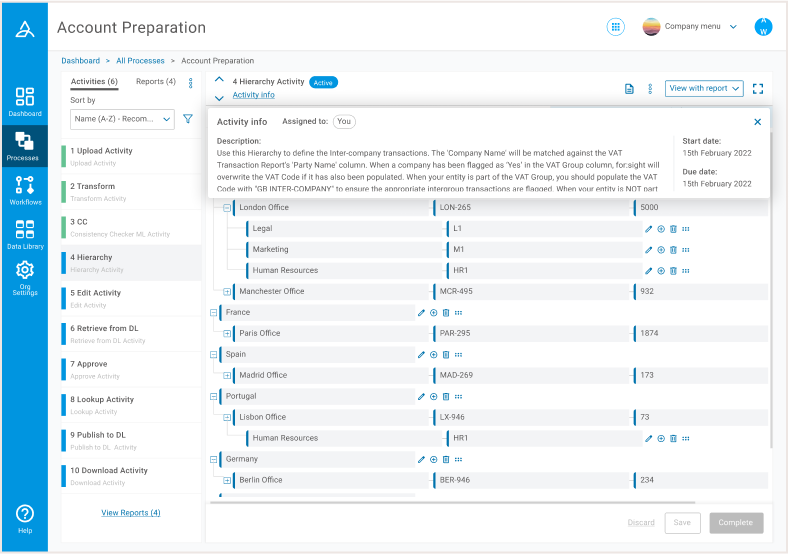 Account Preparation
Company menu
A
W
Dashboard > All Processes > Account Preparation
Dashboard
Processes
Workflows
Data Library
Org
Settings
Help
Activities (6)
Reports (4)
Sort by
Name (A-Z) - Recom...
1 Upload Activity
Upload Activity
2 Transform
Transform Activity
3 CC
Consistency Checker ML Activity
4 Hierarchy
Hierarchy Activity
5 Edit Activity
Edit Activity
6 Retrieve from DL
Retrieve from DL Activity
7 Approve
Approve Activity
8 Lookup Activity
Lookup Activity
9 Publish to DL
Publish to DL Activity
10 Download Activity
Download Activity
View Reports (4)
4 Hierarchy Activity Active
Activity info
View with report
Activity info Assigned to: You
Description:
Use this Hierarchy to define the Inter-company transactions. The 'Company Name' will be matched against the VAT
Transaction Report's 'Party Name' column. When a company has been flagged as 'Yes' in the VAT Group column, for:sight will
overwrite the VAT Code if it has also been populated. When your entity is part of the VAT Group, you should populate the VAT
Code with "GB INTER-COMPANY" to ensure the appropriate intergroup transactions are flagged. When your entity is NOT part
Start date:
15th February 2022
Due date:
15th February 2022
London Office LON-265 5000
Legal L1
Marketing M1
Human Resources HR1
Manchester Office MCR-495 932
France
Paris Office PAR-295 1874
Spain
Madrid Office MAD-269 173
Portugal
Lisbon Office LX-946 73
Human Resources HR1
Germany
Berlin Office BER-946 234
Discard Save Complete